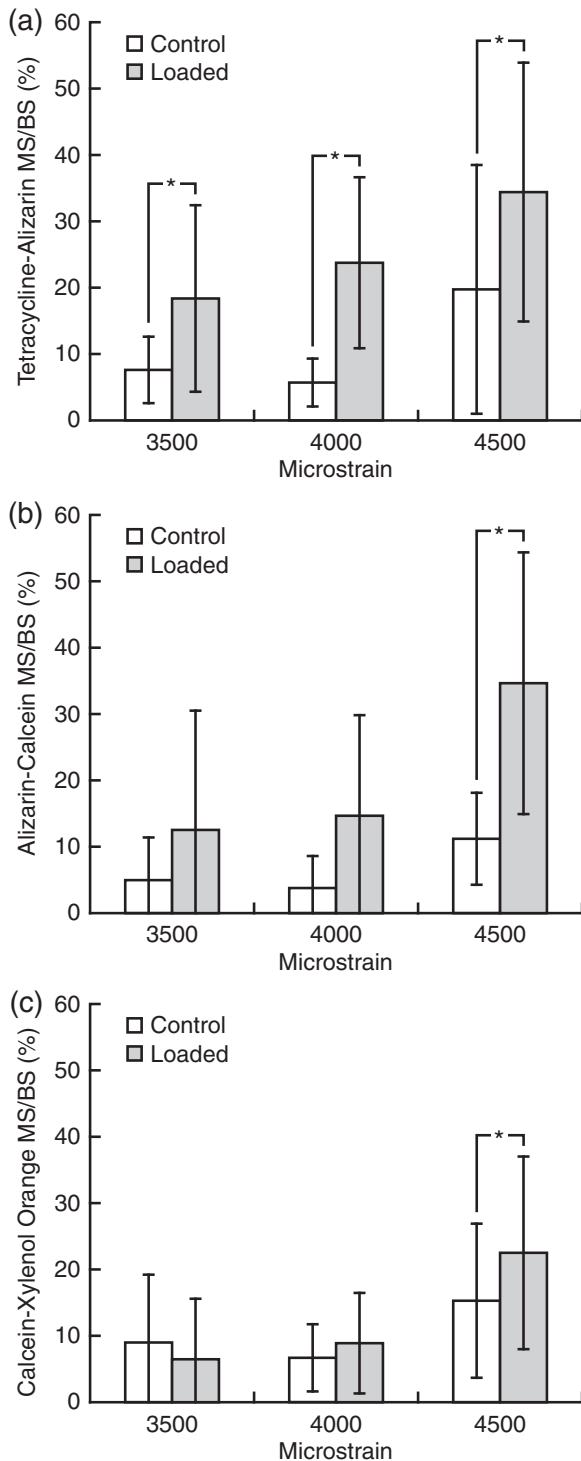 (a)
Tetracycline-Alizarin MS/BS (%)
60
50
40
30
20
10
0
Control
Loaded
*
*
*
3500 4000 4500
Microstrain
(b)
Alizarin-Calcein MS/BS (%)
60
50
40
30
20
10
0
Control
Loaded
*
3500 4000 4500
Microstrain
(c)
Calcein-Xylenol Orange MS/BS (%)
60
50
40
30
20
10
0
Control
Loaded
*
3500 4000 4500
Microstrain